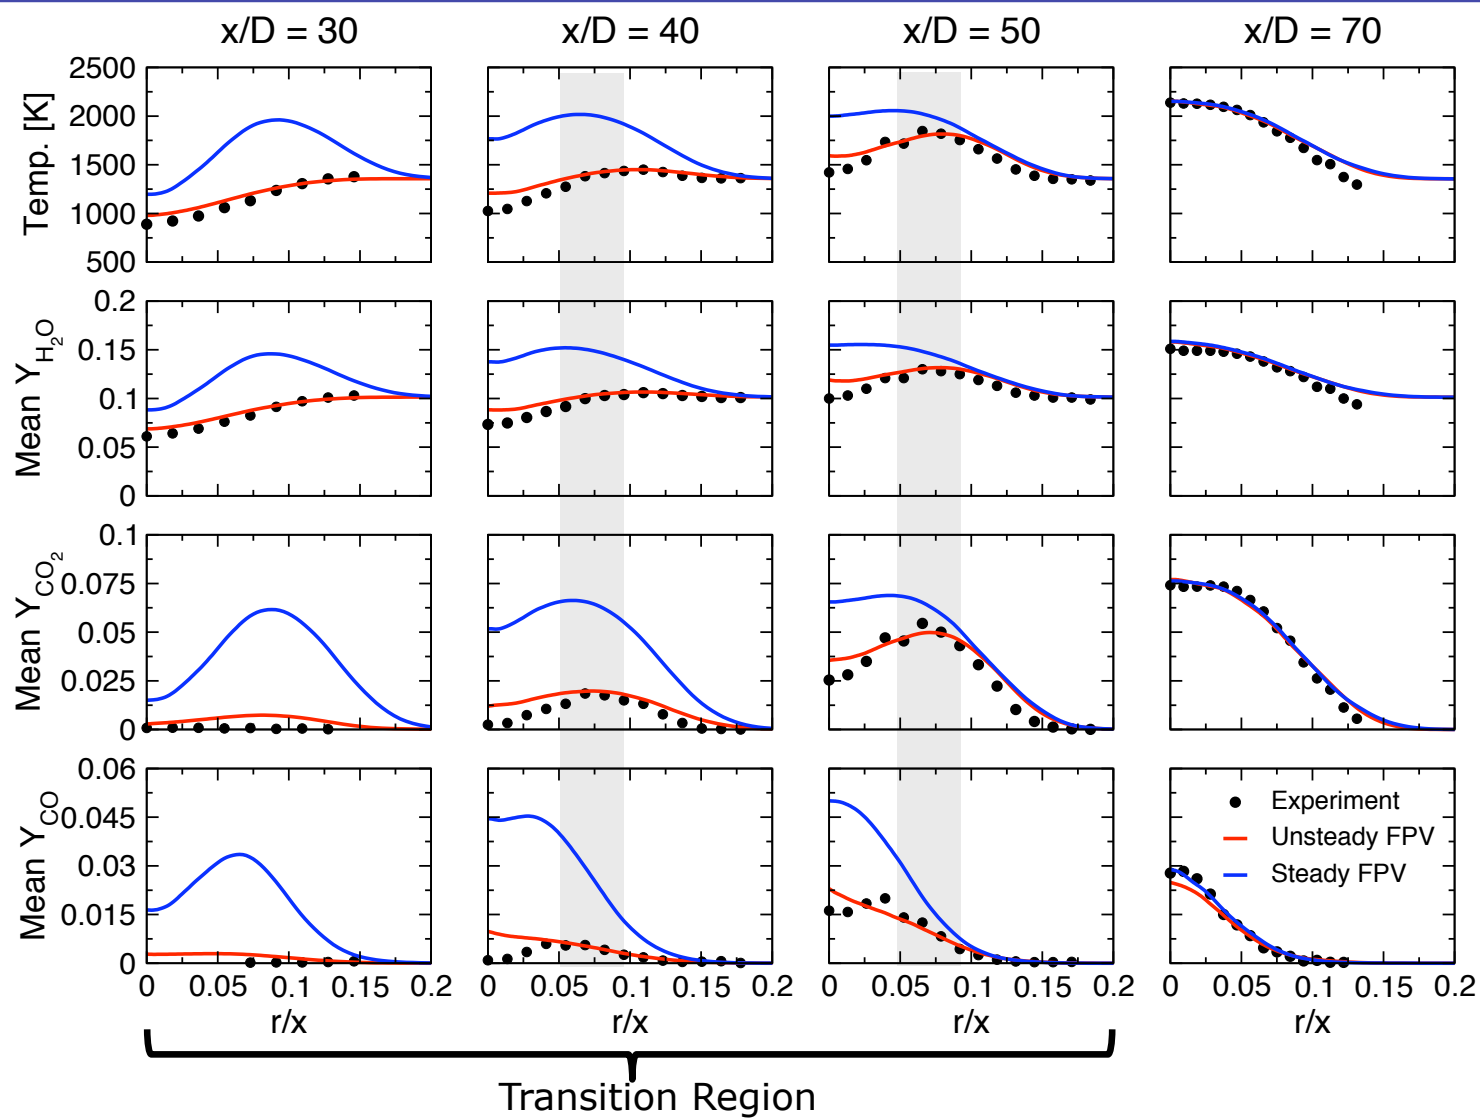 x/D = 30 x/D = 40 x/D = 50 x/D = 70
Temp. [K]
2500
2000
1500
1000
500
Mean Y_H₂O
0.2
0.15
0.1
0.05
0
Mean Y_CO₂
0.1
0.075
0.05
0.025
0
Mean Y_CO
0.06
0.045
0.03
0.015
0
Experiment
Unsteady FPV
Steady FPV
0 0.05 0.1 0.15 0.2 0 0.05 0.1 0.15 0.2 0 0.05 0.1 0.15 0.2 0 0.05 0.1 0.15 0.2
r/x r/x r/x r/x
Transition Region